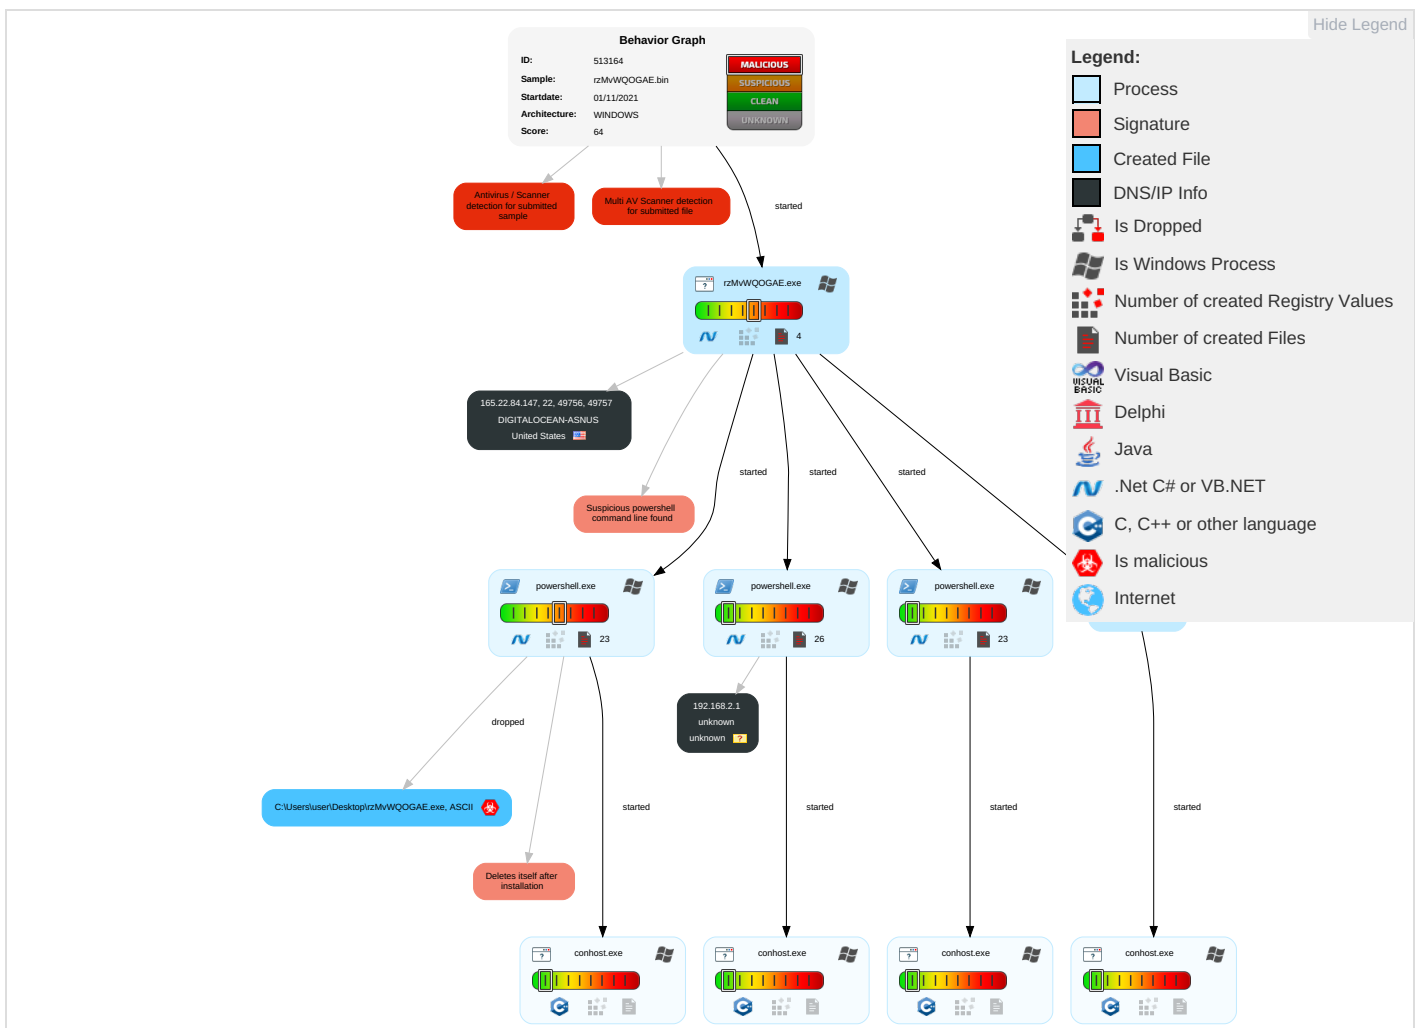 Hide Legend
Behavior Graph
ID: 513164
Sample: rzMvWQOGAE.bin
Startdate: 01/11/2021
Architecture: WINDOWS
Score: 64
MALICIOUS
SUSPICIOUS
CLEAN
UNKNOWN
Legend:
Process
Signature
Created File
DNS/IP Info
Is Dropped
Is Windows Process
Number of created Registry Values
Number of created Files
VISUAL
BASIC
Visual Basic
Delphi
Java
.Net C# or VB.NET
C, C++ or other language
Is malicious
Internet
Antivirus / Scanner
detection for submitted
sample
Multi AV Scanner detection
for submitted file
started
rzMvWQOGAE.exe
4
165.22.84.147, 22, 49756, 49757
DIGITALOCEAN-ASNUS
United States
started
started
started
Suspicious powershell
command line found
powershell.exe
23
powershell.exe
26
powershell.exe
23
dropped
192.168.2.1
unknown
unknown
C:\Users\user\Desktop\rzMvWQOGAE.exe, ASCII
started
started
started
started
Deletes itself after
installation
conhost.exe
conhost.exe
conhost.exe
conhost.exe